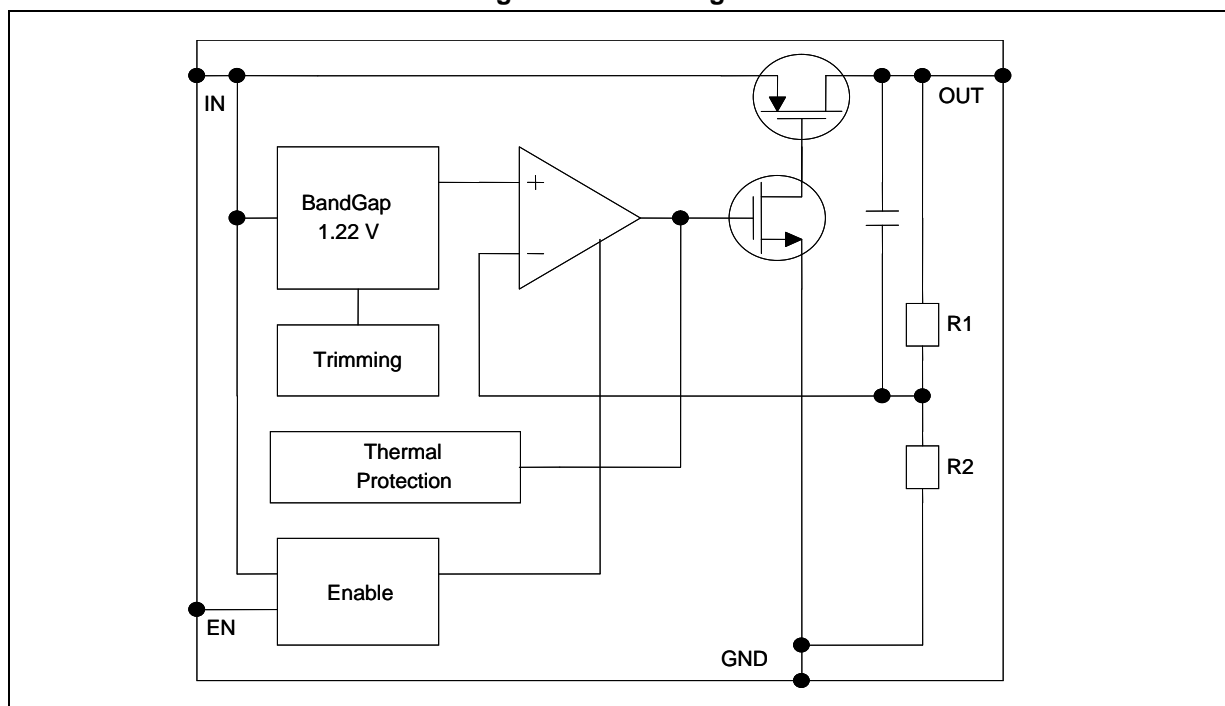 IN
OUT
BandGap
1.22 V
+
−
R1
Trimming
Thermal
Protection
R2
Enable
EN
GND